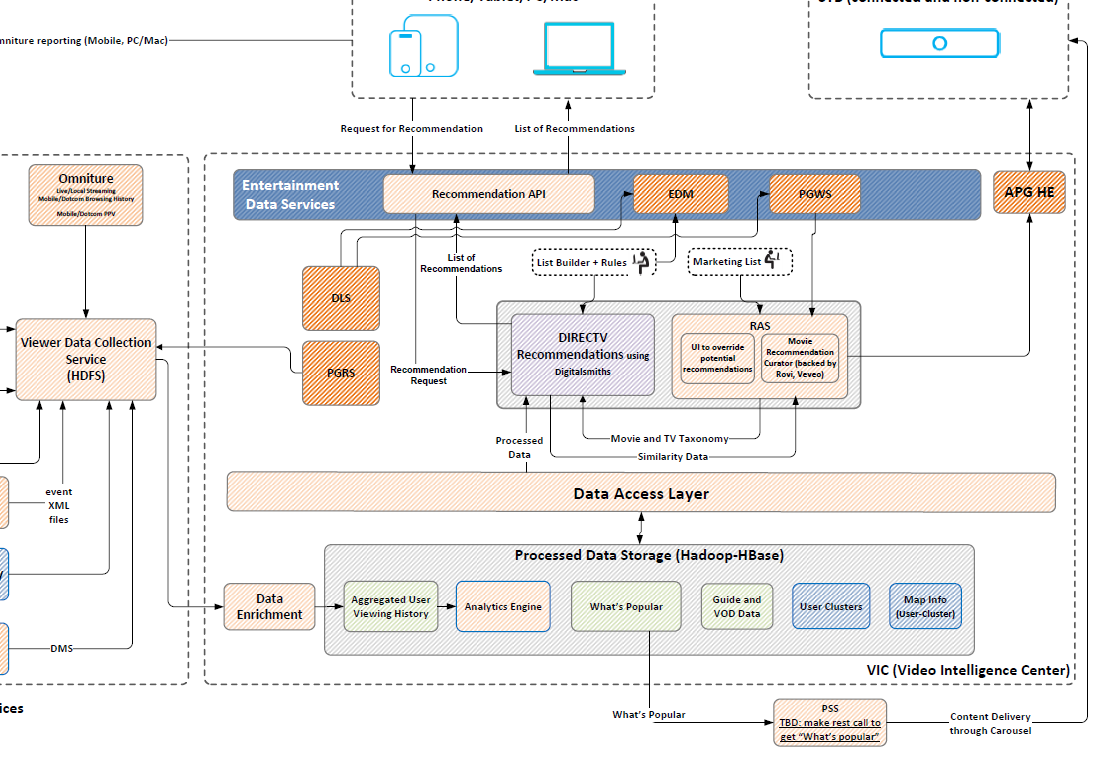 Omniture reporting (Mobile, PC/Mac)
Request for Recommendation
List of Recommendations
Omniture
Live/Local Streaming
Mobile/Dotcom Browsing History
Mobile/Dotcom PPV
Entertainment
Data Services
Recommendation API
EDM
PGWS
APG HE
List of
Recommendations
List Builder + Rules
Marketing List
DLS
Viewer Data Collection
Service
(HDFS)
PGRS
Recommendation
Request
DIRECTV
Recommendations using
Digitalsmiths
RAS
UI to override
potential
recommendations
Movie
Recommendation
Curator (backed by
Rovi, Veveo)
Processed
Data
Movie and TV Taxonomy
Similarity Data
event
XML
files
Data Access Layer
Processed Data Storage (Hadoop-HBase)
Data
Enrichment
Aggregated User
Viewing History
Analytics Engine
What's Popular
Guide and
VOD Data
User Clusters
Map Info
(User-Cluster)
DMS
VIC (Video Intelligence Center)
ices
What's Popular
PSS
TBD: make rest call to
get "What's popular"
Content Delivery
through Carousel